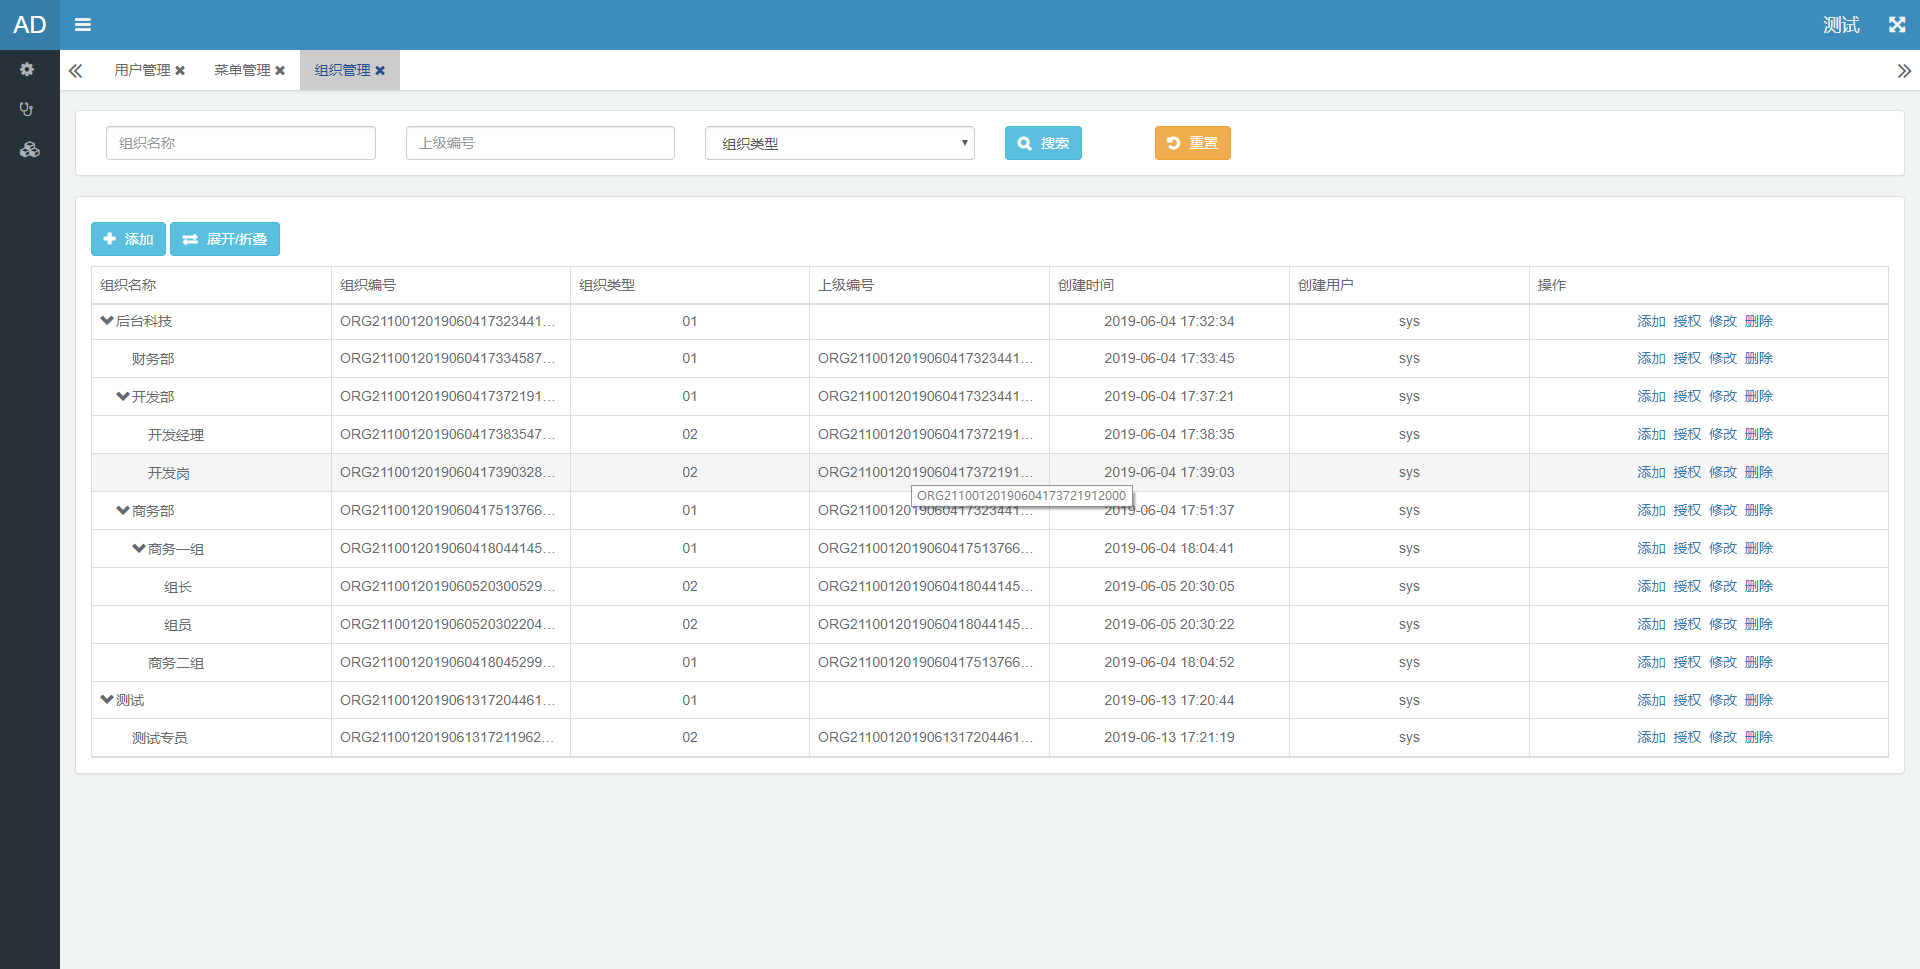 AD 测试
用户管理 菜单管理 组织管理
组织名称 上级编号 组织类型 搜索 重置
添加 展开/折叠
组织名称 组织编号 组织类型 上级编号 创建时间 创建用户 操作
后台科技 ORG2110012019060417323441... 01 2019-06-04 17:32:34 sys 添加 授权 修改 删除
财务部 ORG2110012019060417334587... 01 ORG2110012019060417323441... 2019-06-04 17:33:45 sys 添加 授权 修改 删除
开发部 ORG2110012019060417372191... 01 ORG2110012019060417323441... 2019-06-04 17:37:21 sys 添加 授权 修改 删除
开发经理 ORG2110012019060417383547... 02 ORG2110012019060417372191... 2019-06-04 17:38:35 sys 添加 授权 修改 删除
开发岗 ORG2110012019060417390328... 02 ORG2110012019060417372191... 2019-06-04 17:39:03 sys 添加 授权 修改 删除
ORG21100120190604173721912000
商务部 ORG2110012019060417513766... 01 ORG2110012019060417323441... 2019-06-04 17:51:37 sys 添加 授权 修改 删除
商务一组 ORG2110012019060418044145... 01 ORG2110012019060417513766... 2019-06-04 18:04:41 sys 添加 授权 修改 删除
组长 ORG2110012019060520300529... 02 ORG2110012019060418044145... 2019-06-05 20:30:05 sys 添加 授权 修改 删除
组员 ORG2110012019060520302204... 02 ORG2110012019060418044145... 2019-06-05 20:30:22 sys 添加 授权 修改 删除
商务二组 ORG2110012019060418045299... 01 ORG2110012019060417513766... 2019-06-04 18:04:52 sys 添加 授权 修改 删除
测试 ORG2110012019061317204461... 01 2019-06-13 17:20:44 sys 添加 授权 修改 删除
测试专员 ORG2110012019061317211962... 02 ORG2110012019061317204461... 2019-06-13 17:21:19 sys 添加 授权 修改 删除